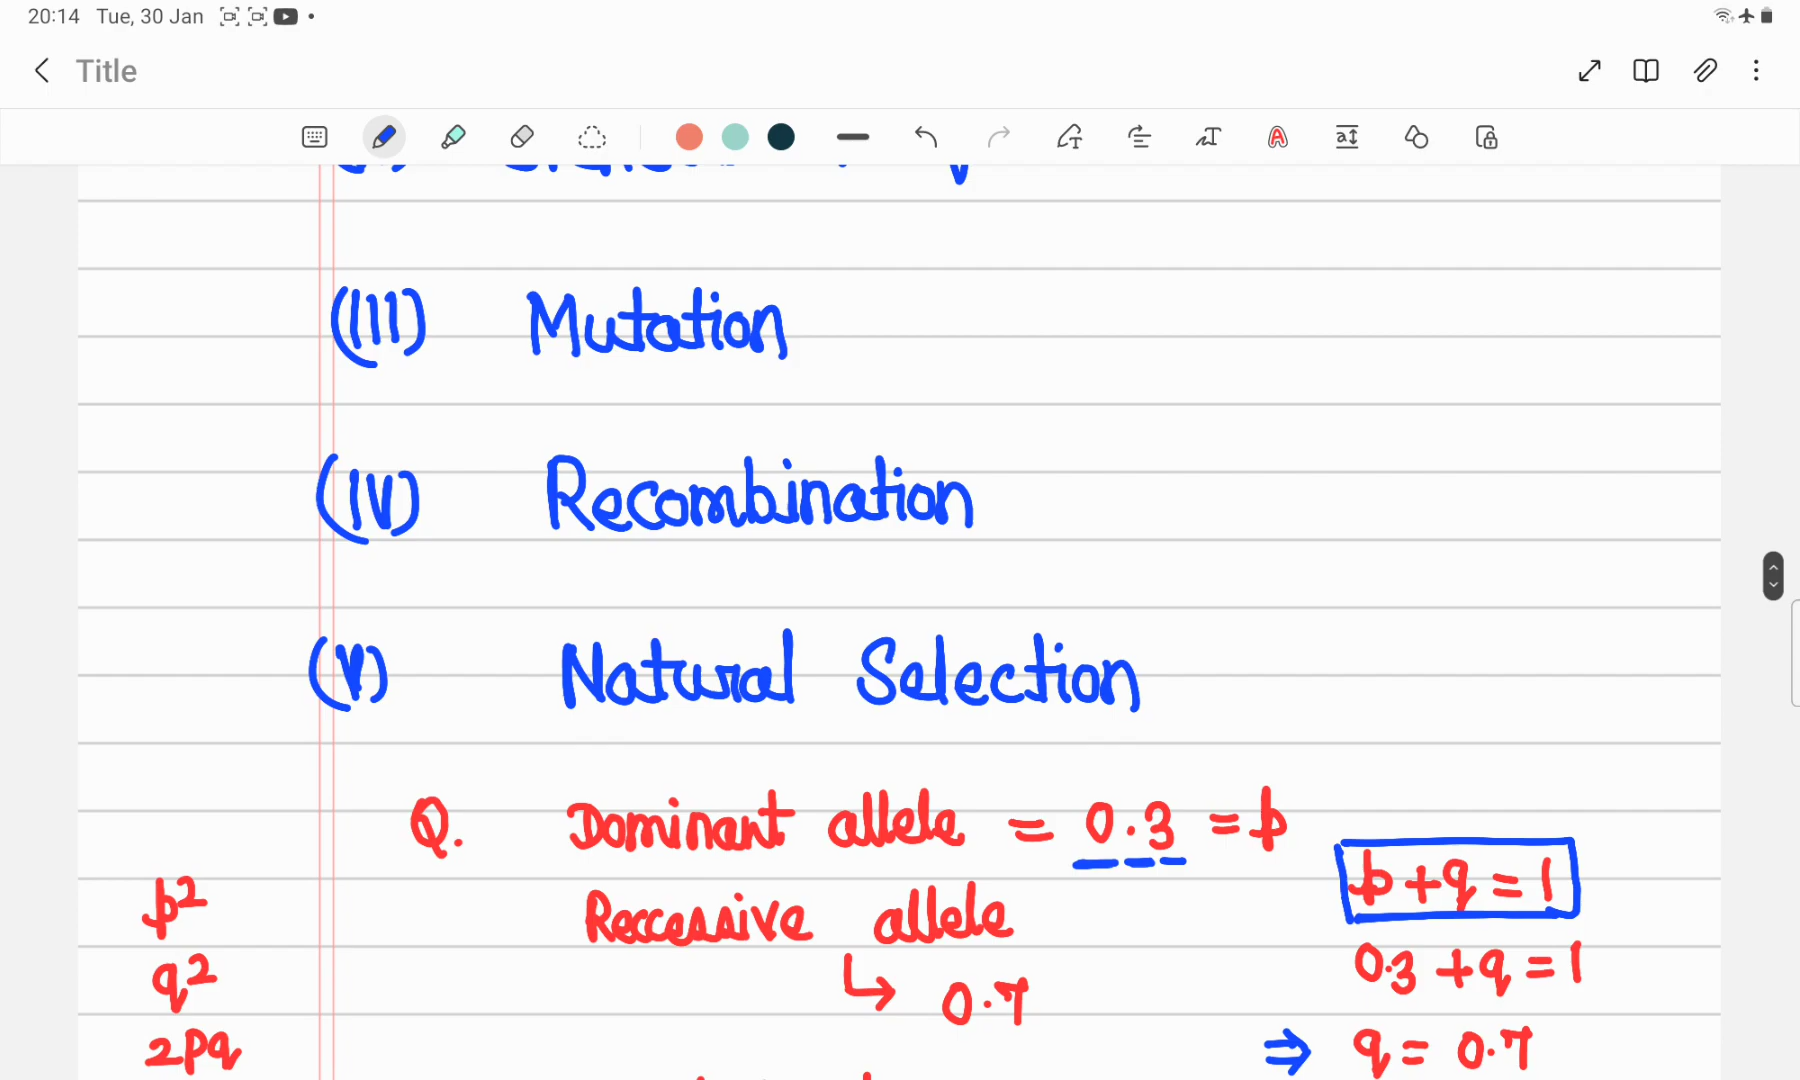 20:14 Tue, 30 Jan
Title
(III) Mutation
(IV) Recombination
(V) Natural Selection
Q. Dominant allele = 0.3 = p
p+q = 1
p2
Reccessive allele
0.3 + q = 1
q2
↳ 0.7
2pq
⇒ q = 0.7